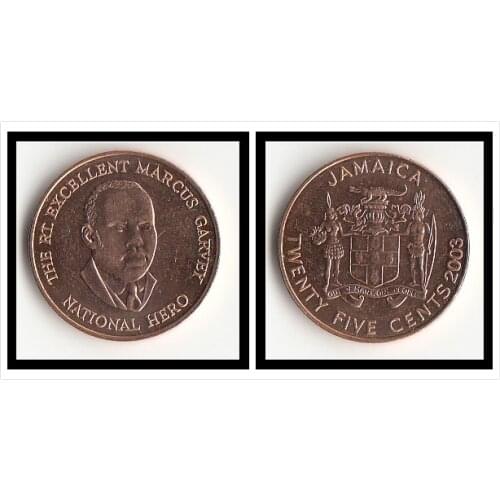 THE RT. EXCELLENT MARCUS GARVEY
NATIONAL HERO
JAMAICA
TWENTY FIVE CENTS 2003